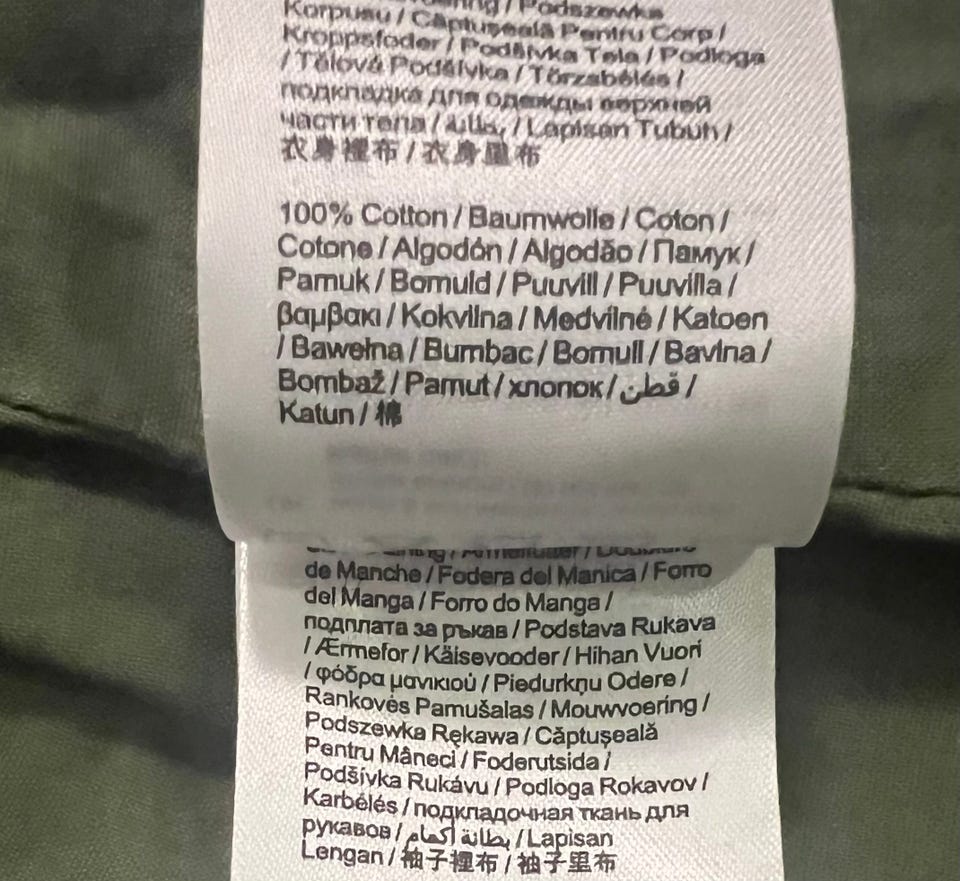 Podszewka
Korpusu / Căptușeală Pentru Corp /
Kroppsfoder / Podšívka Tela / Podloga
/ Tělová Podšívka / Törzsbélés /
подкладка для одежды верхней
части тела / / Lapisan Tubuh /
衣身裡布 / 衣身里布
100% Cotton / Baumwolle / Coton /
Cotone / Algodón / Algodão / Памук /
Pamuk / Bomuld / Puuvill / Puuvilla /
βαμβακι / Kokvilna / Medvilnė / Katoen
/ Bawełna / Bumbac / Bomull / Bavlna /
Bombaž / Pamut / хлопок / قطن /
Katun / 棉
de Manche / Fodera del Manica / Forro
del Manga / Forro do Manga /
подплата за ръкав / Podstava Rukava
/ Ærmefor / Käisevooder / Hihan Vuori
/ φόδρα μανικιού / Piedurkņu Odere /
Rankovės Pamušalas / Mouwvoering /
Podszewka Rękawa / Căptușeală
Pentru Mâneci / Foderutsida /
Podšívka Rukávu / Podloga Rokavov /
Karbélés / подкладочная ткань для
рукавов / بطانة أكمام / Lapisan
Lengan / 袖子裡布 / 袖子里布